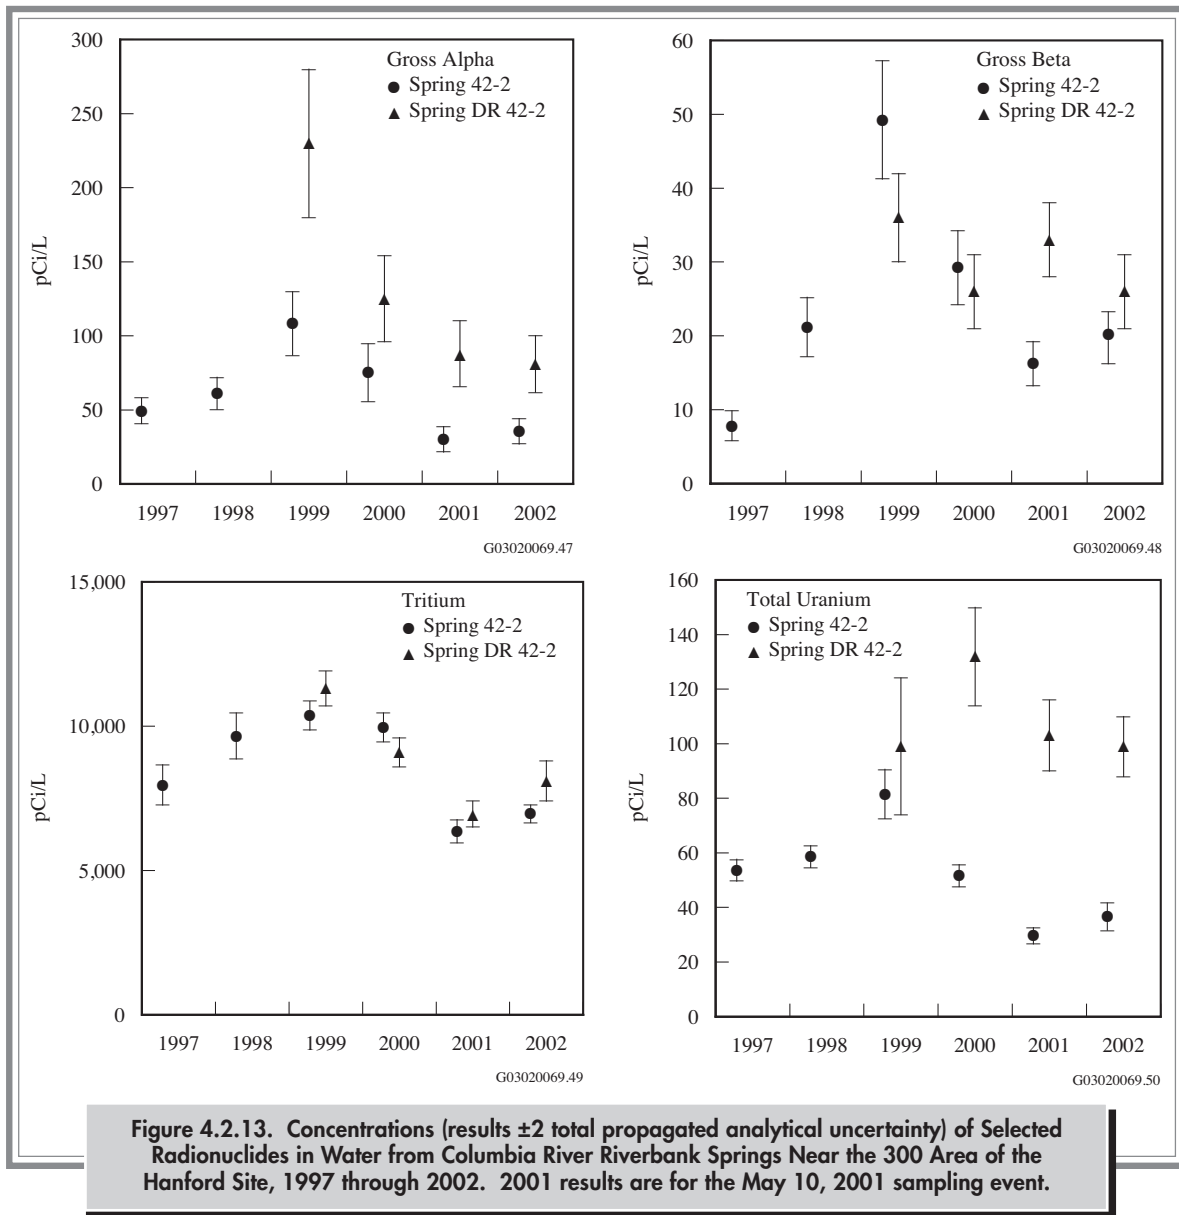 300
250
200
150
100
50
0
pCi/L
Gross Alpha
Spring 42-2
Spring DR 42-2
1997 1998 1999 2000 2001 2002
G03020069.47
60
50
40
30
20
10
0
pCi/L
Gross Beta
Spring 42-2
Spring DR 42-2
1997 1998 1999 2000 2001 2002
G03020069.48
15,000
10,000
5,000
0
pCi/L
Tritium
Spring 42-2
Spring DR 42-2
1997 1998 1999 2000 2001 2002
G03020069.49
160
140
120
100
80
60
40
20
0
pCi/L
Total Uranium
Spring 42-2
Spring DR 42-2
1997 1998 1999 2000 2001 2002
G03020069.50
Figure 4.2.13. Concentrations (results ±2 total propagated analytical uncertainty) of Selected
Radionuclides in Water from Columbia River Riverbank Springs Near the 300 Area of the
Hanford Site, 1997 through 2002. 2001 results are for the May 10, 2001 sampling event.